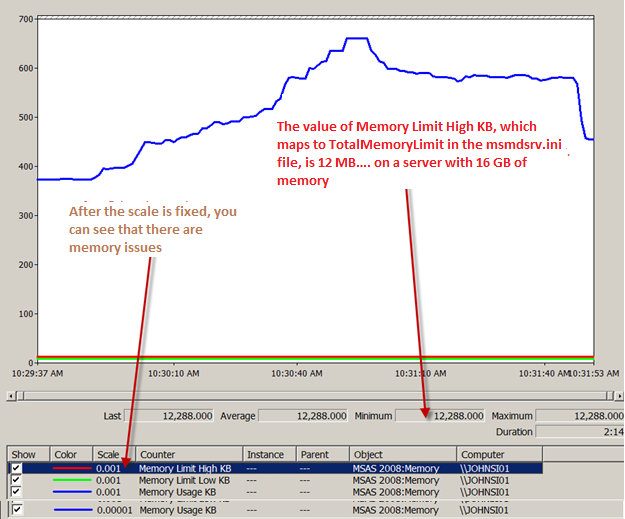 700
600
500
400
300
200
100
0
The value of Memory Limit High KB, which
maps to TotalMemoryLimit in the msmdsrv.ini
file, is 12 MB.... on a server with 16 GB of
memory
After the scale is fixed, you
can see that there are
memory issues
10:29:37 AM 10:30:10 AM 10:30:40 AM 10:31:10 AM 10:31:40 AM 10:31:53 AM
Last 12,288.000 Average 12,288.000 Minimum 12,288.000 Maximum 12,288.000
Duration 2:14
Show Color Scale Counter Instance Parent Object Computer
0.001 Memory Limit High KB --- --- MSAS 2008:Memory \\JOHNSI01
0.001 Memory Limit Low KB --- --- MSAS 2008:Memory \\JOHNSI01
0.001 Memory Usage KB --- --- MSAS 2008:Memory \\JOHNSI01
0.00001 Memory Usage KB --- --- MSAS 2008:Memory \\JOHNSI01